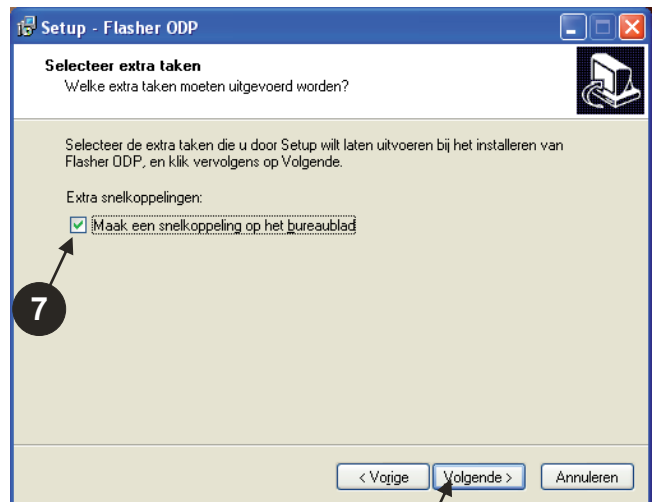 Setup - Flasher ODP
Selecteer extra taken
Welke extra taken moeten uitgevoerd worden?
Selecteer de extra taken die u door Setup wilt laten uitvoeren bij het installeren van
Flasher ODP, en klik vervolgens op Volgende.
Extra snelkoppelingen:
Maak een snelkoppeling op het bureaublad
7
< Vorige Volgende > Annuleren